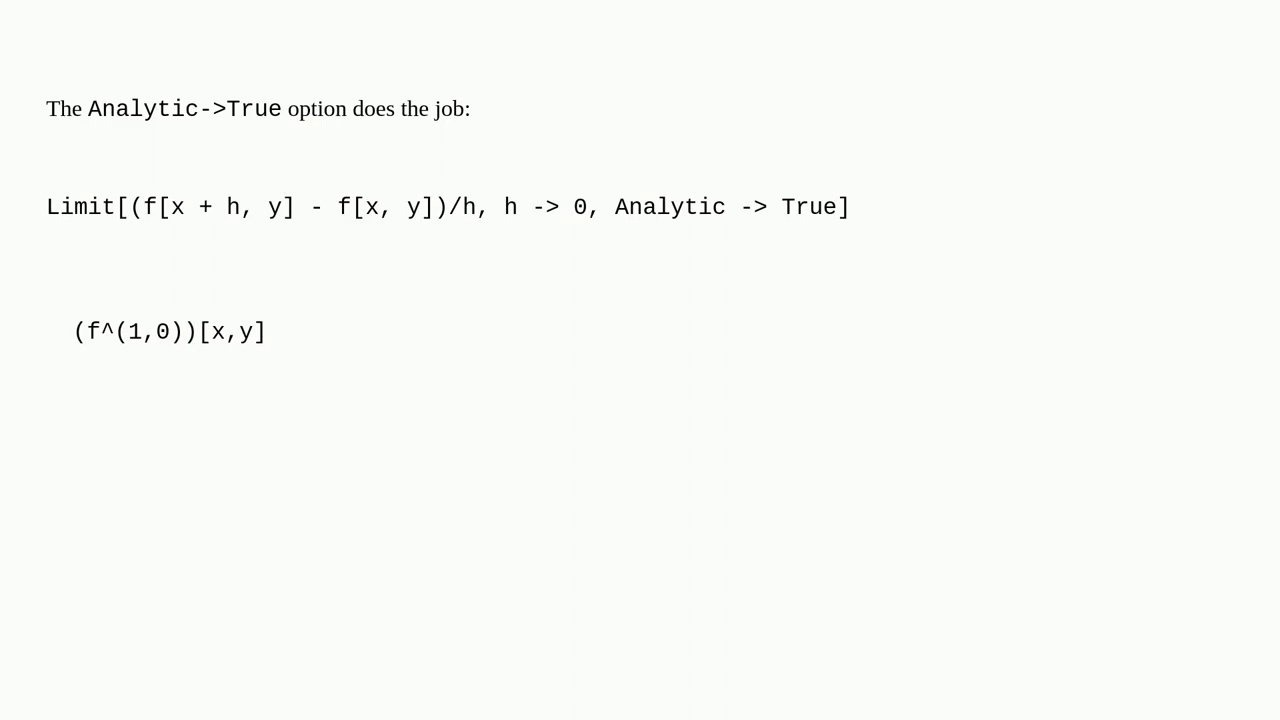 The Analytic->True option does the job:
Limit[(f[x + h, y] - f[x, y])/h, h -> 0, Analytic -> True]
(f^(1,0))[x,y]